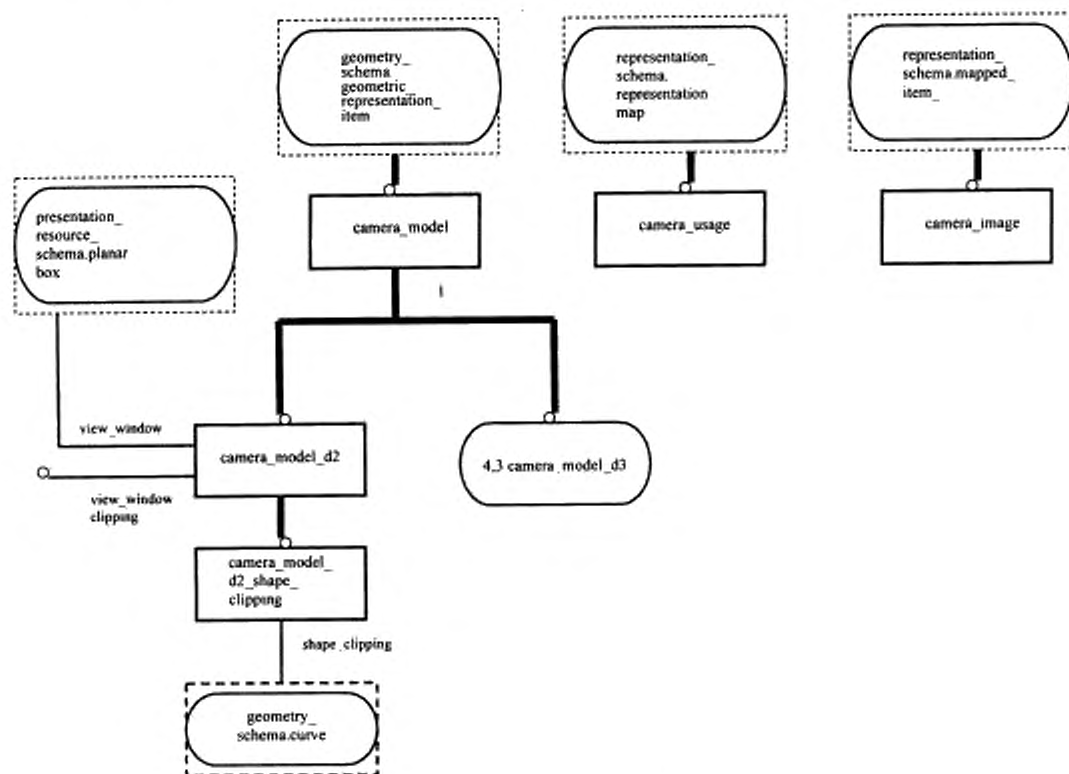 geometry_
schema
geometric_
representation_
item
representation_
schema.
representation
map
representation_
schema.mapped_
item_
presentation_
resource_
schema.planar
box
camera_model
camera_usage
camera_image
1
view_window
camera_model_d2
4,3 camera_model_d3
view_window
clipping
camera_model_
d2_shape_
clipping
shape_clipping
geometry_
schema.curve